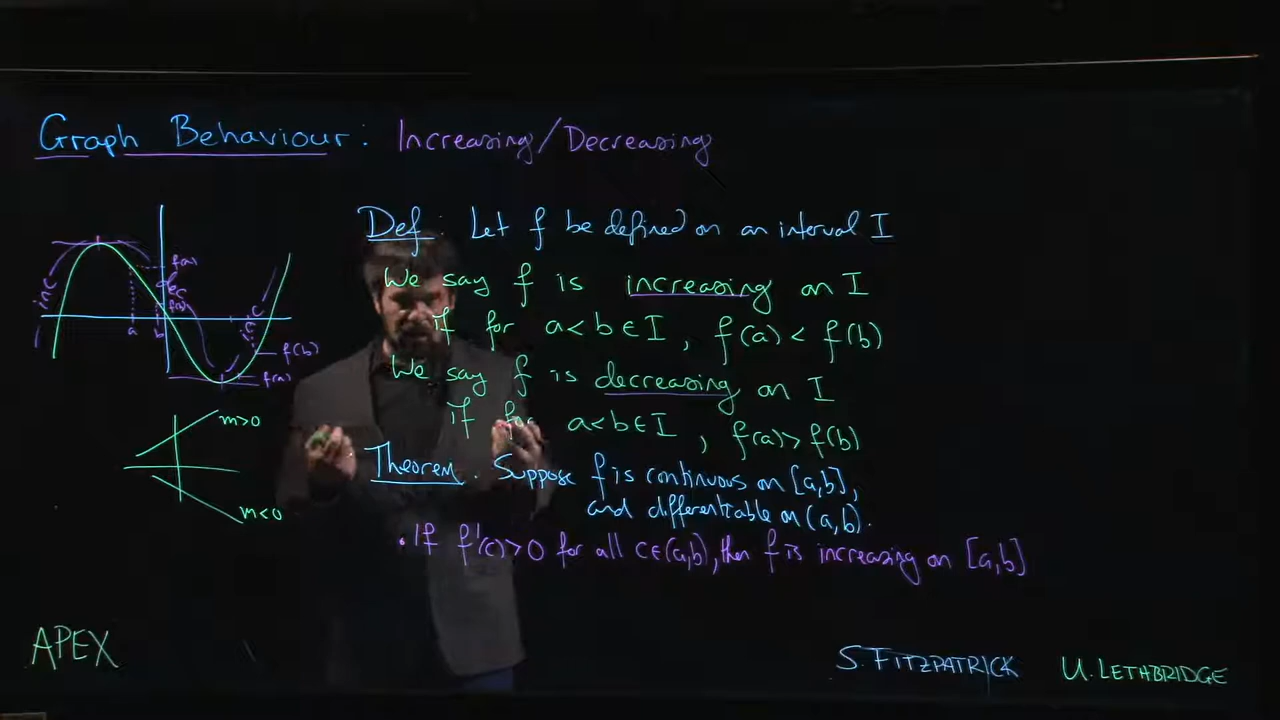 Graph Behaviour: Increasing/Decreasing
Def: Let f be defined on an interval I
We say f is increasing on I
if for a<b∈I, f(a) < f(b)
We say f is decreasing on I
if for a<b∈I, f(a)>f(b)
Theorem. Suppose f is continuous on [a,b],
and differentiable on (a,b).
• If f'(c)>0 for all c∈(a,b), then f is increasing on [a,b]
inc
dec
f(a)
f(b)
a b
c
f(b)
f(a)
m>0
m<0
APEX
S. FITZPATRICK U. LETHBRIDGE